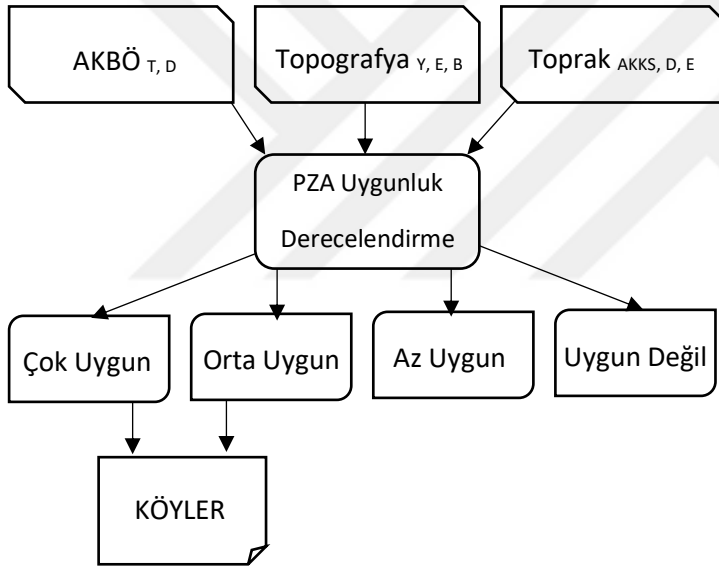 AKBÖ T, D
Topografya Y, E, B
Toprak AKKS, D, E
PZA Uygunluk
Derecelendirme
Çok Uygun
Orta Uygun
Az Uygun
Uygun Değil
KÖYLER